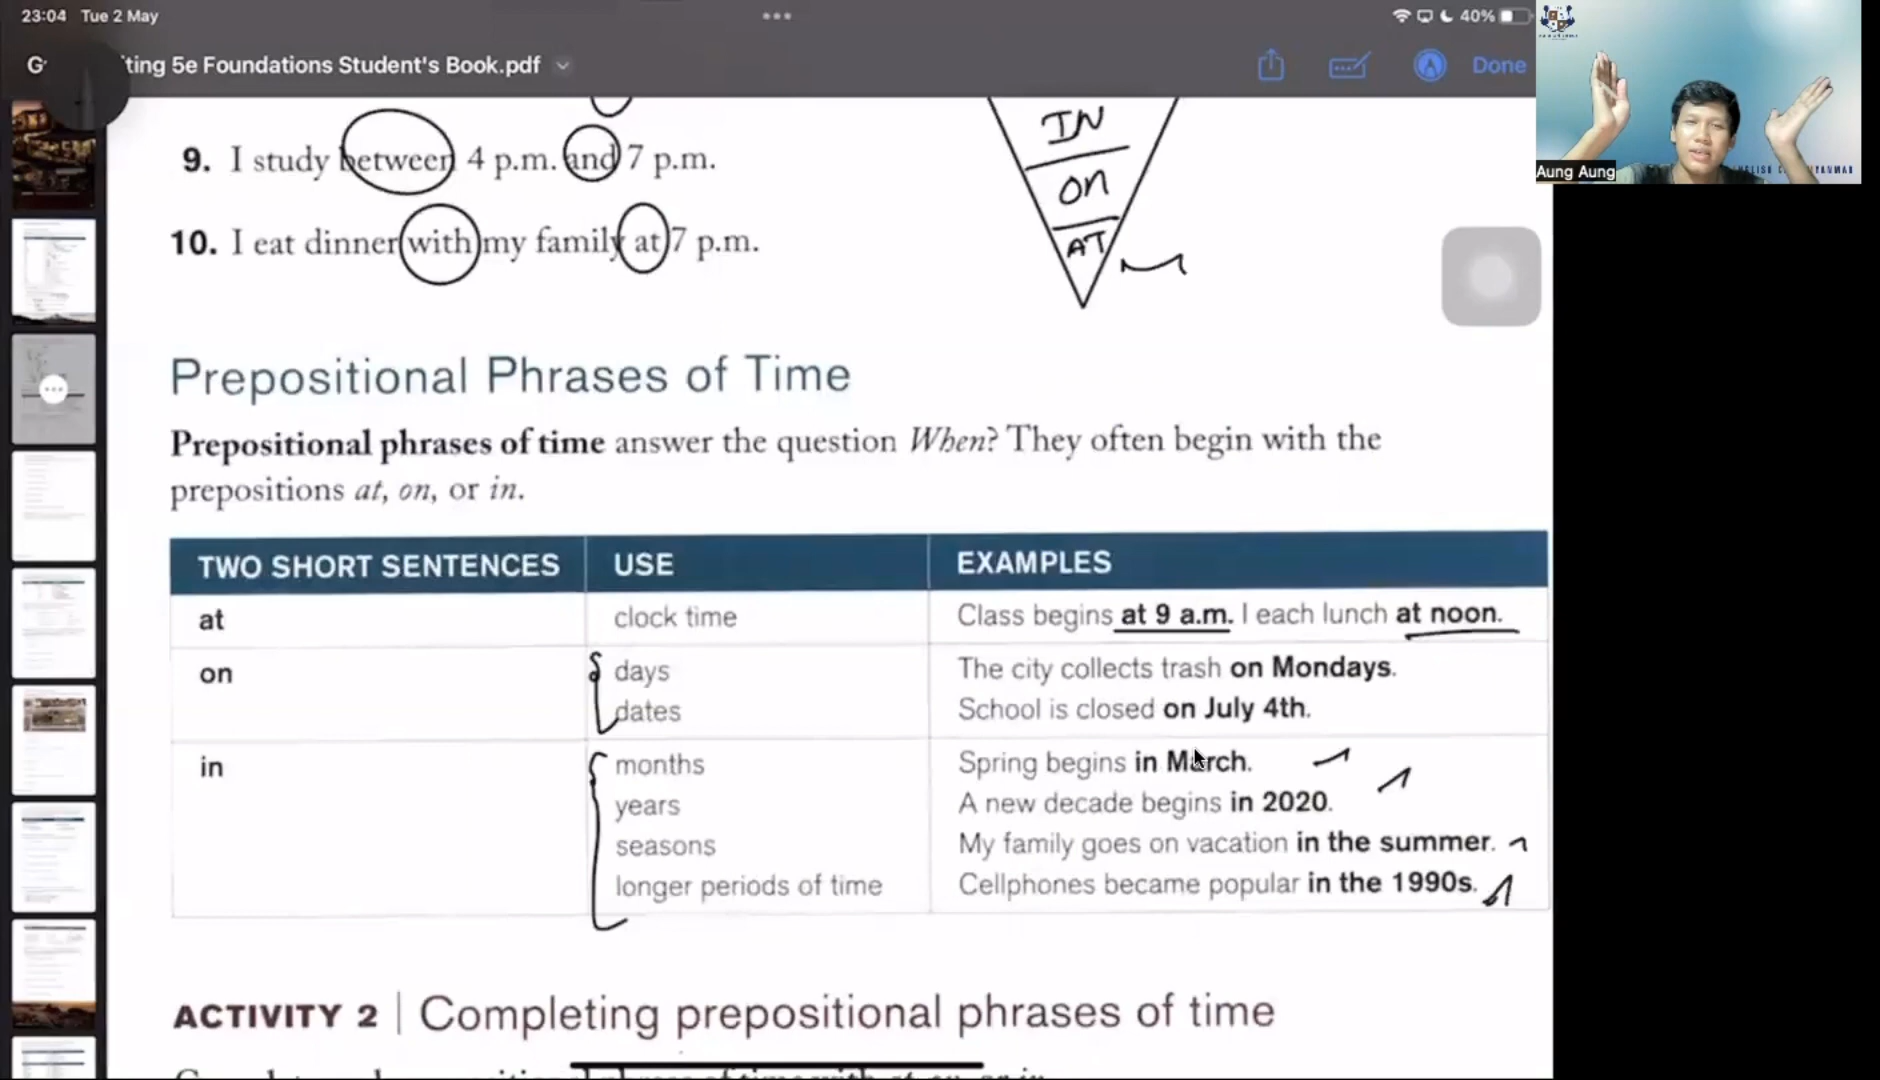 23:04 Tue 2 May
40%
ting 5e Foundations Student's Book.pdf
Done
Aung Aung
IN
on
AT
9. I study between 4 p.m. and 7 p.m.
10. I eat dinner with my family at 7 p.m.
Prepositional Phrases of Time
Prepositional phrases of time answer the question When? They often begin with the
prepositions at, on, or in.
TWO SHORT SENTENCES USE EXAMPLES
at clock time Class begins at 9 a.m. I each lunch at noon.
on days The city collects trash on Mondays.
dates School is closed on July 4th.
in months Spring begins in March.
years A new decade begins in 2020.
seasons My family goes on vacation in the summer.
longer periods of time Cellphones became popular in the 1990s.
ACTIVITY 2 | Completing prepositional phrases of time